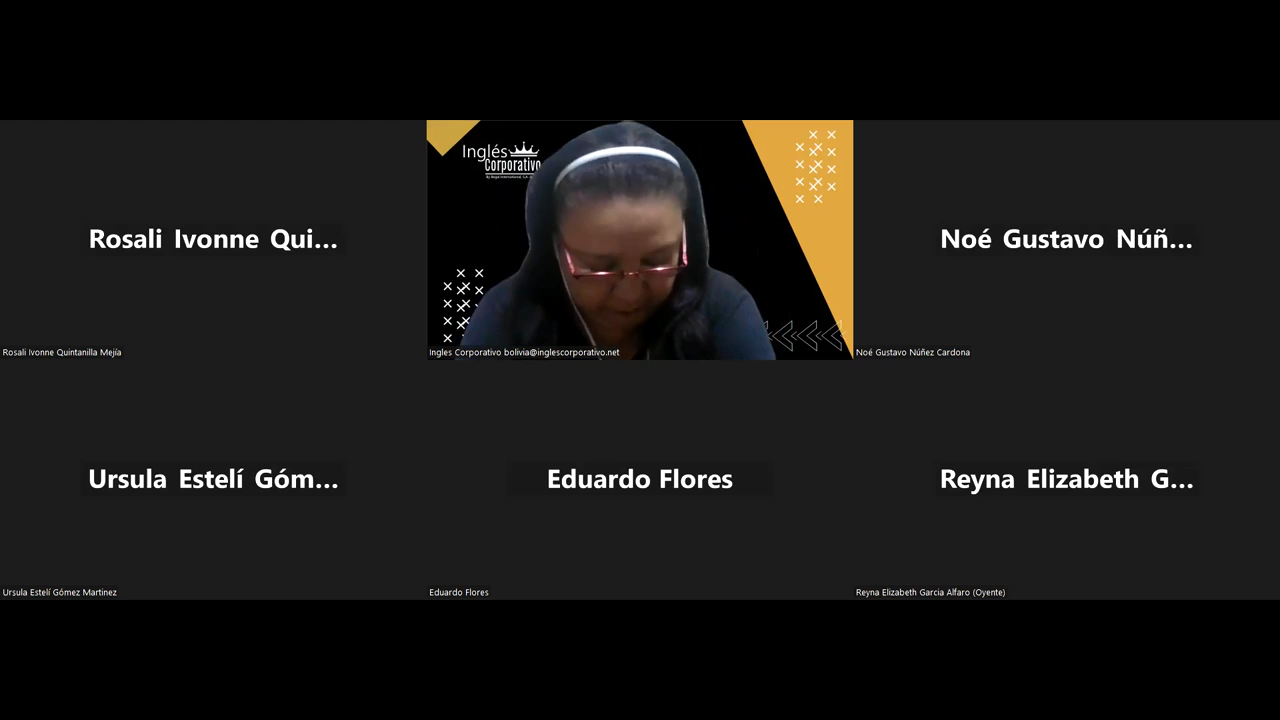 Rosali Ivonne Qui...
Rosali Ivonne Quintanilla Mejía
Inglés
Corporativo
Ingles Corporativo bolivia@inglescorporativo.net
Noé Gustavo Núñ...
Noé Gustavo Núñez Cardona
Ursula Estelí Góm...
Ursula Estelí Gómez Martinez
Eduardo Flores
Eduardo Flores
Reyna Elizabeth G...
Reyna Elizabeth Garcia Alfaro (Oyente)